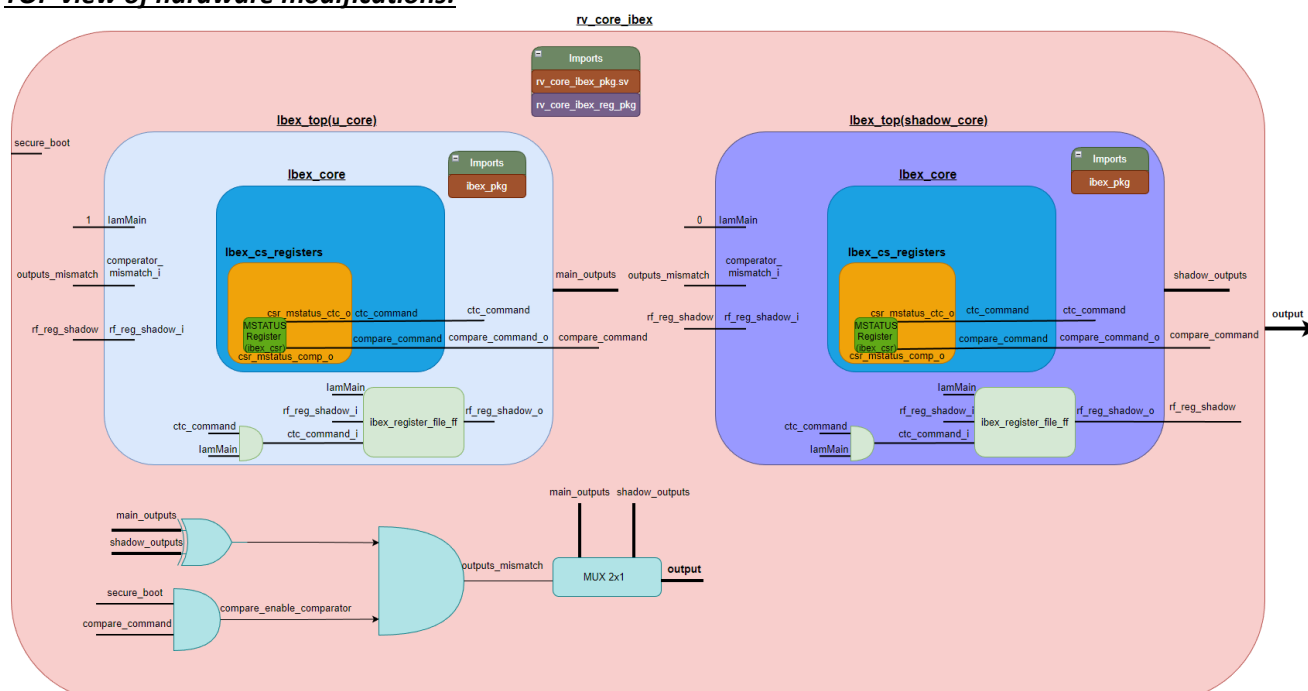 TOP view of hardware modifications:
rv_core_ibex
Imports
rv_core_ibex_pkg.sv
rv_core_ibex_reg_pkg
secure_boot
Ibex_top(u_core)
Imports
ibex_pkg
Ibex_core
1 IamMain
Ibex_cs_registers
outputs_mismatch
comperator_
mismatch_i
main_outputs
csr_mstatus_ctc_o ctc_command
ctc_command
MSTATUS
Register
(ibex_csr)
rf_reg_shadow rf_reg_shadow_i
compare_command compare_command_o compare_command
csr_mstatus_comp_o
IamMain
rf_reg_shadow_i
ibex_register_file_ff
rf_reg_shadow_o
ctc_command
ctc_command_i
IamMain
Ibex_top(shadow_core)
Imports
ibex_pkg
Ibex_core
0 IamMain
Ibex_cs_registers
outputs_mismatch
comperator_
mismatch_i
shadow_outputs
csr_mstatus_ctc_o ctc_command
ctc_command
MSTATUS
Register
(ibex_csr)
rf_reg_shadow rf_reg_shadow_i
compare_command compare_command_o compare_command
csr_mstatus_comp_o
IamMain
rf_reg_shadow_i
ibex_register_file_ff
rf_reg_shadow_o rf_reg_shadow
ctc_command
ctc_command_i
IamMain
output
main_outputs
shadow_outputs
secure_boot
compare_command
compare_enable_comparator
outputs_mismatch
main_outputs shadow_outputs
MUX 2x1
output